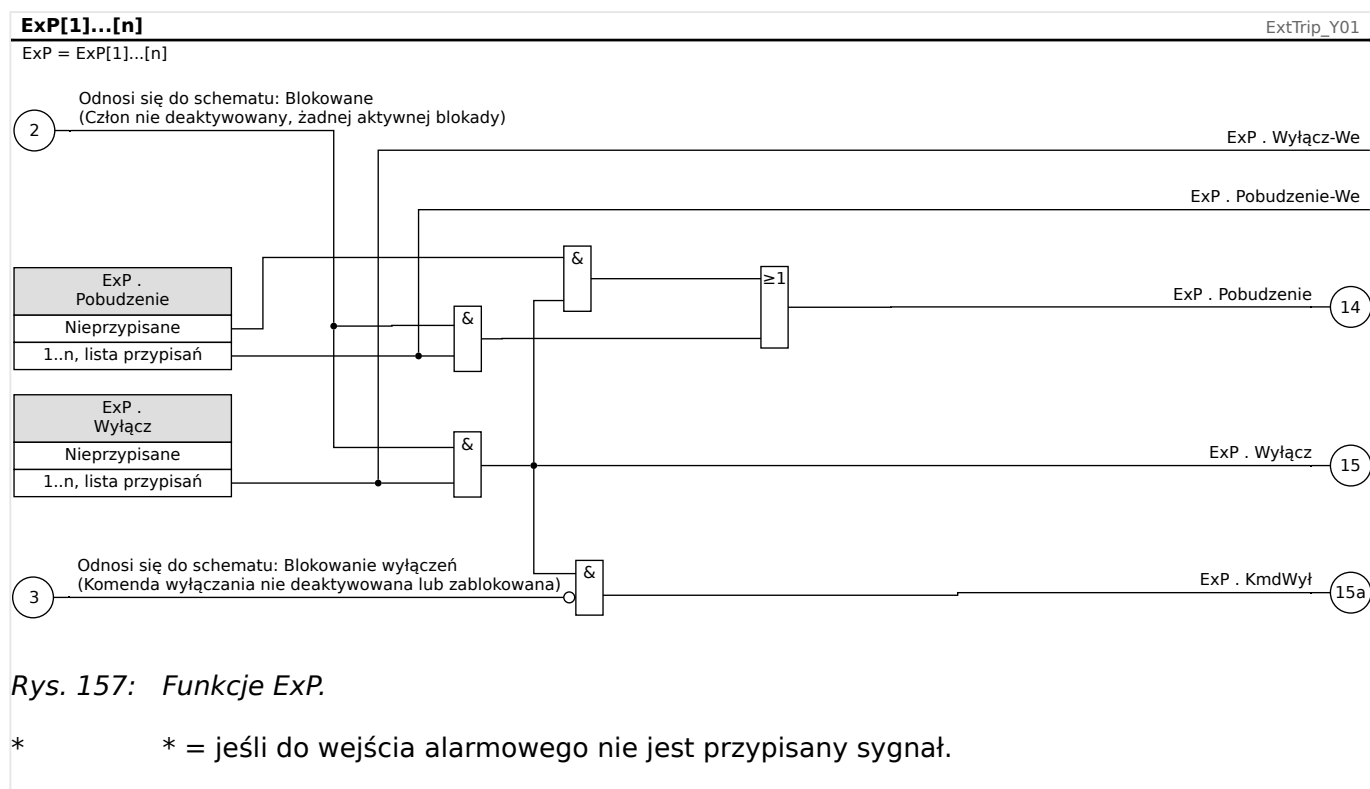 ExP[1]...[n]
ExtTrip_Y01
ExP = ExP[1]...[n]
Odnosi się do schematu: Blokowane
(Człon nie deaktywowany, żadnej aktywnej blokady)
2
ExP . Wyłącz-We
ExP . Pobudzenie-We
&
ExP .
Pobudzenie
≥1
ExP . Pobudzenie
14
Nieprzypisane
&
1..n, lista przypisań
ExP .
Wyłącz
&
Nieprzypisane
ExP . Wyłącz
15
1..n, lista przypisań
Odnosi się do schematu: Blokowanie wyłączeń
(Komenda wyłączania nie deaktywowana lub zablokowana)
3
&
ExP . KmdWył
15a
Rys. 157: Funkcje ExP.
* * = jeśli do wejścia alarmowego nie jest przypisany sygnał.